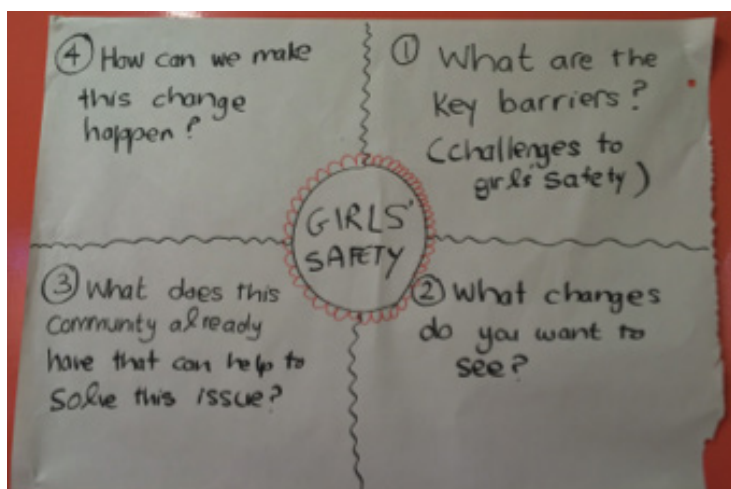 ④ How can we make
this change
happen?
① What are the
key barriers?
(challenges to
girls' safety)
GIRLS'
SAFETY
③ What does this
community already
have that can help to
solve this issue?
② What changes
do you want to
see?